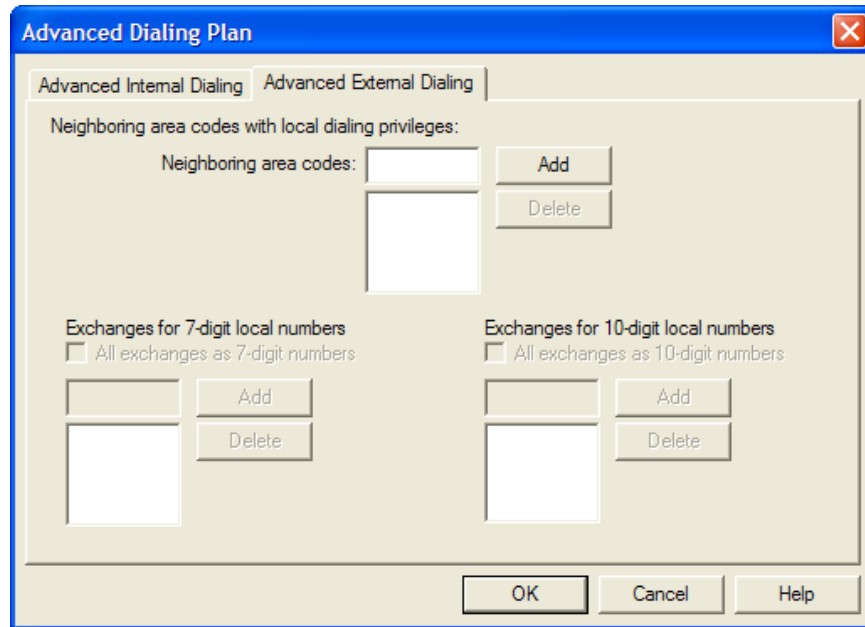 Advanced Dialing Plan
Advanced Internal Dialing Advanced External Dialing
Neighboring area codes with local dialing privileges:
Neighboring area codes: Add
Delete
Exchanges for 7-digit local numbers Exchanges for 10-digit local numbers
All exchanges as 7-digit numbers All exchanges as 10-digit numbers
Add Add
Delete Delete
OK Cancel Help